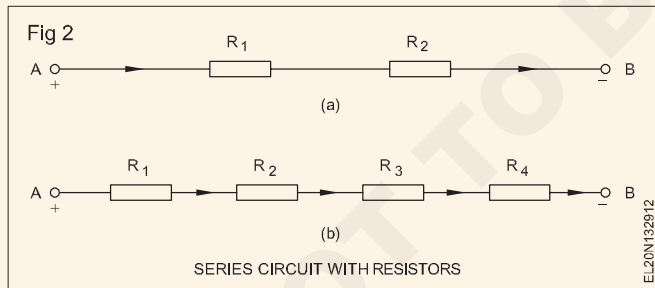 Fig 2
R1 R2
A B
+ –
(a)
R1 R2 R3 R4
A B
+ –
(b)
SERIES CIRCUIT WITH RESISTORS
EL20N132912